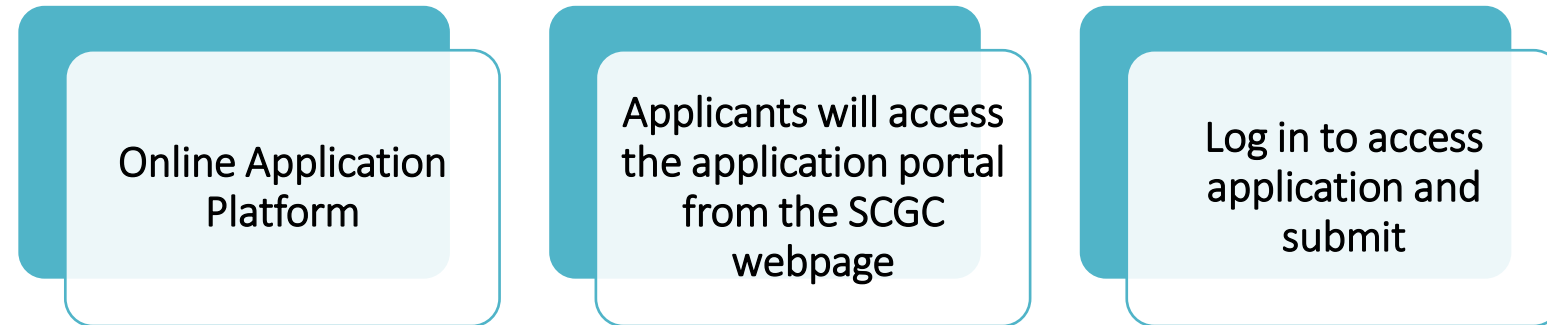 Online Application
Platform
Applicants will access
the application portal
from the SCGC
webpage
Log in to access
application and
submit